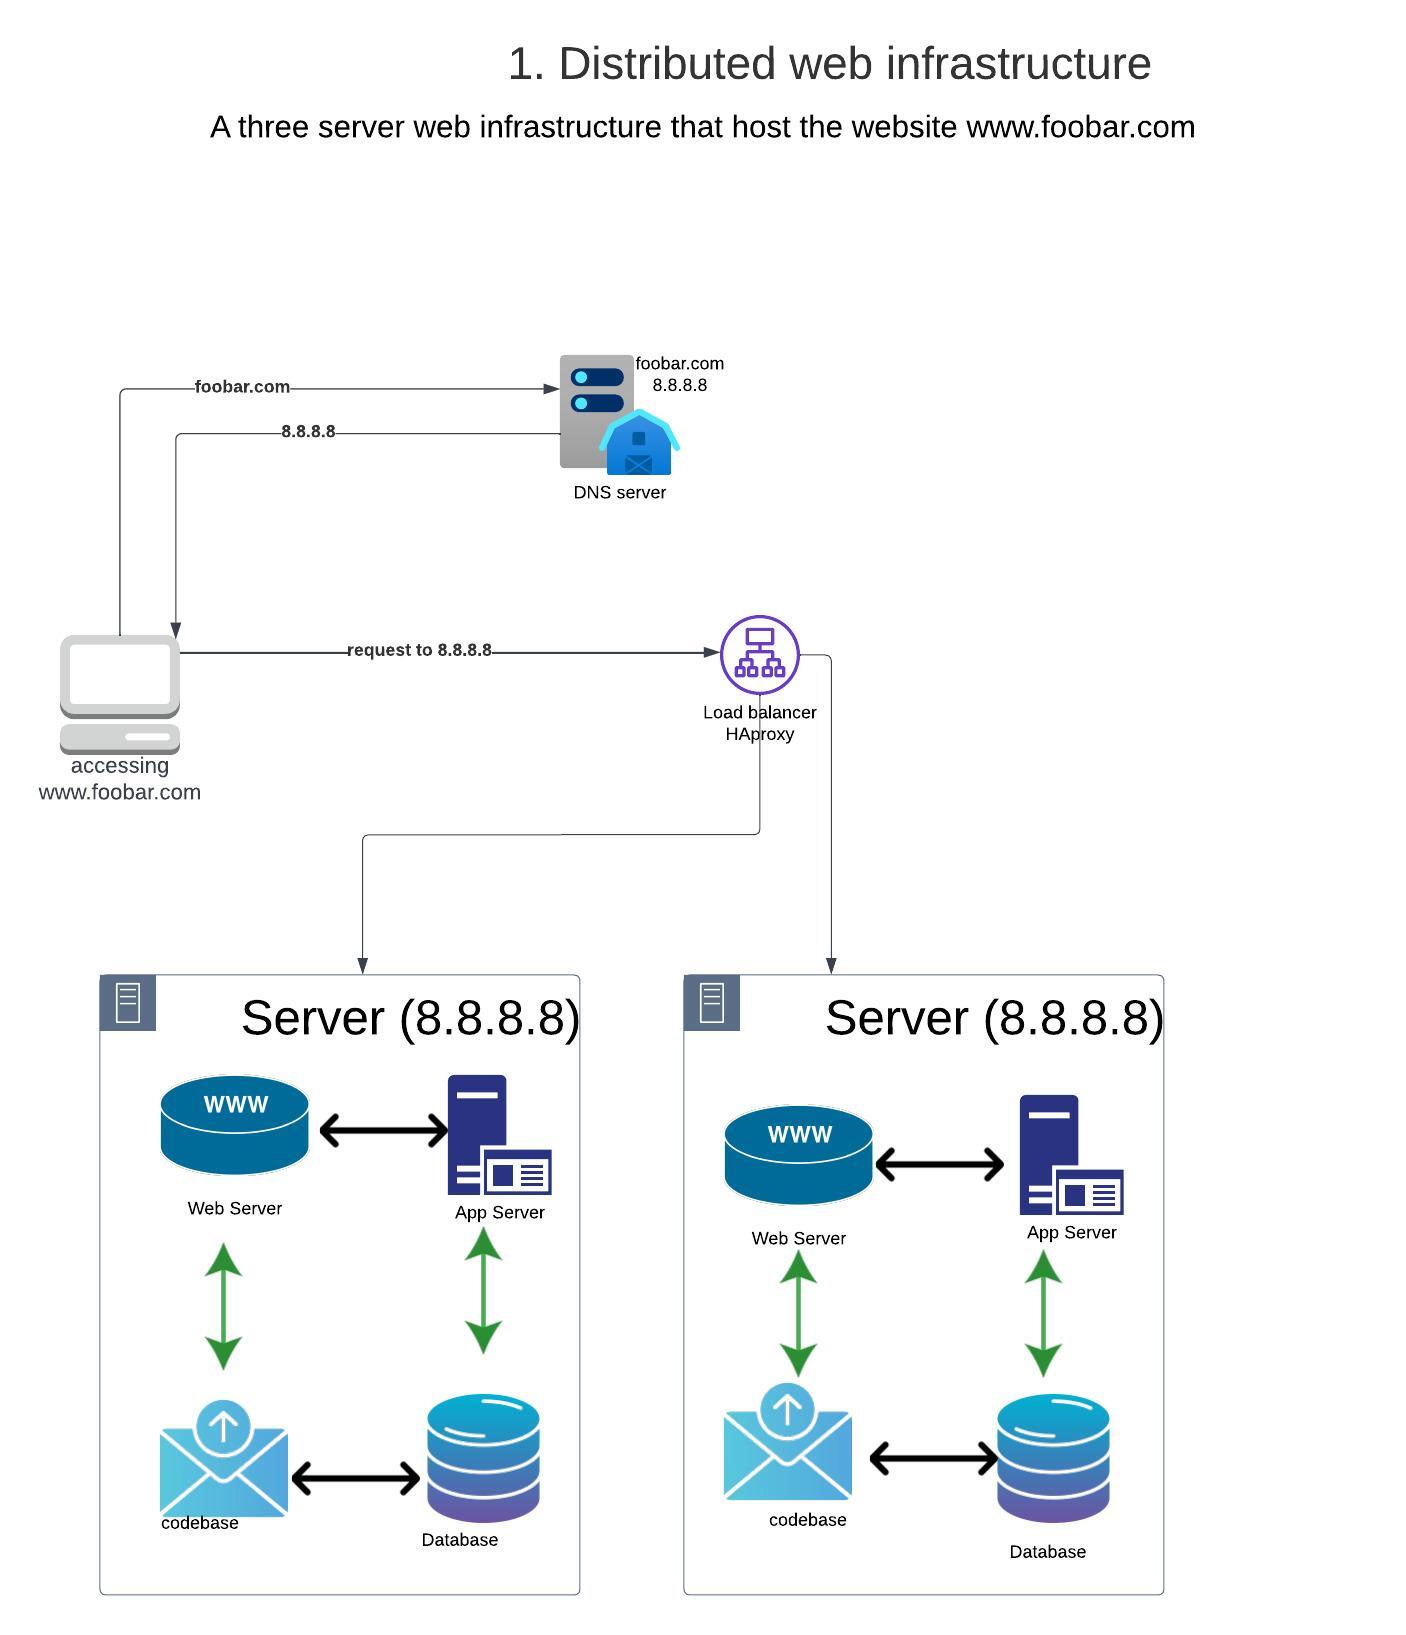 1. Distributed web infrastructure
A three server web infrastructure that host the website www.foobar.com
foobar.com
8.8.8.8
foobar.com
8.8.8.8
DNS server
request to 8.8.8.8
Load balancer
HAproxy
accessing
www.foobar.com
Server (8.8.8.8)
WWW
Web Server
App Server
codebase
Database
Server (8.8.8.8)
WWW
Web Server
App Server
codebase
Database